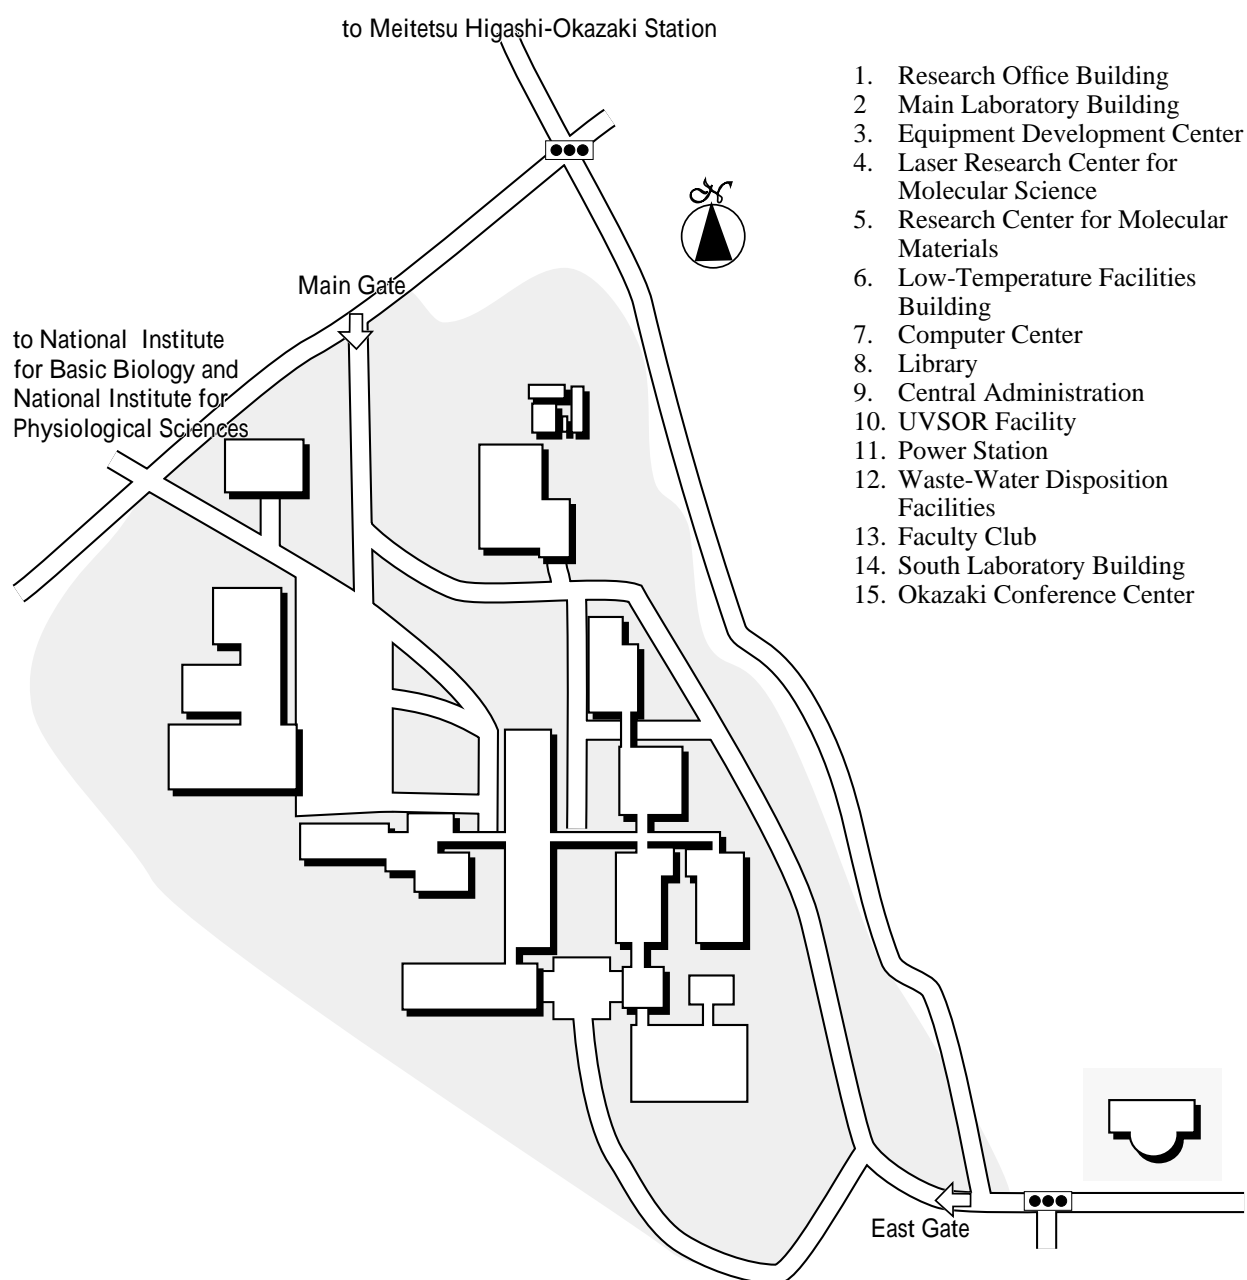 to Meitetsu Higashi-Okazaki Station
1. Research Office Building
2 Main Laboratory Building
3. Equipment Development Center
4. Laser Research Center for
Molecular Science
5. Research Center for Molecular
Materials
6. Low-Temperature Facilities
Building
7. Computer Center
8. Library
9. Central Administration
10. UVSOR Facility
11. Power Station
12. Waste-Water Disposition
Facilities
13. Faculty Club
14. South Laboratory Building
15. Okazaki Conference Center
N
Main Gate
to National Institute
for Basic Biology and
National Institute for
Physiological Sciences
East Gate